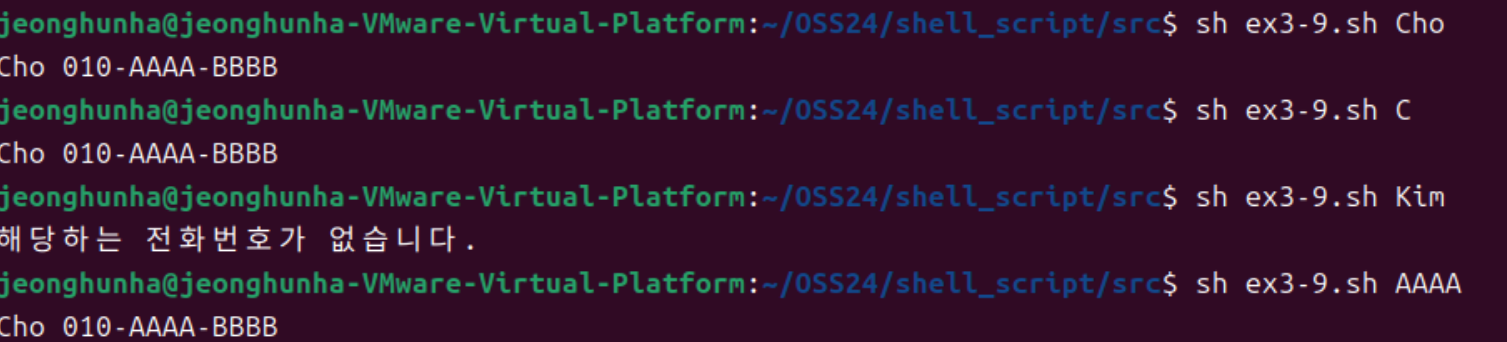 jeonghunha@jeonghunha-VMware-Virtual-Platform:~/OSS24/shell_script/src$ sh ex3-9.sh Cho
Cho 010-AAAA-BBBB
jeonghunha@jeonghunha-VMware-Virtual-Platform:~/OSS24/shell_script/src$ sh ex3-9.sh C
Cho 010-AAAA-BBBB
jeonghunha@jeonghunha-VMware-Virtual-Platform:~/OSS24/shell_script/src$ sh ex3-9.sh Kim
해당하는 전화번호가 없습니다.
jeonghunha@jeonghunha-VMware-Virtual-Platform:~/OSS24/shell_script/src$ sh ex3-9.sh AAAA
Cho 010-AAAA-BBBB